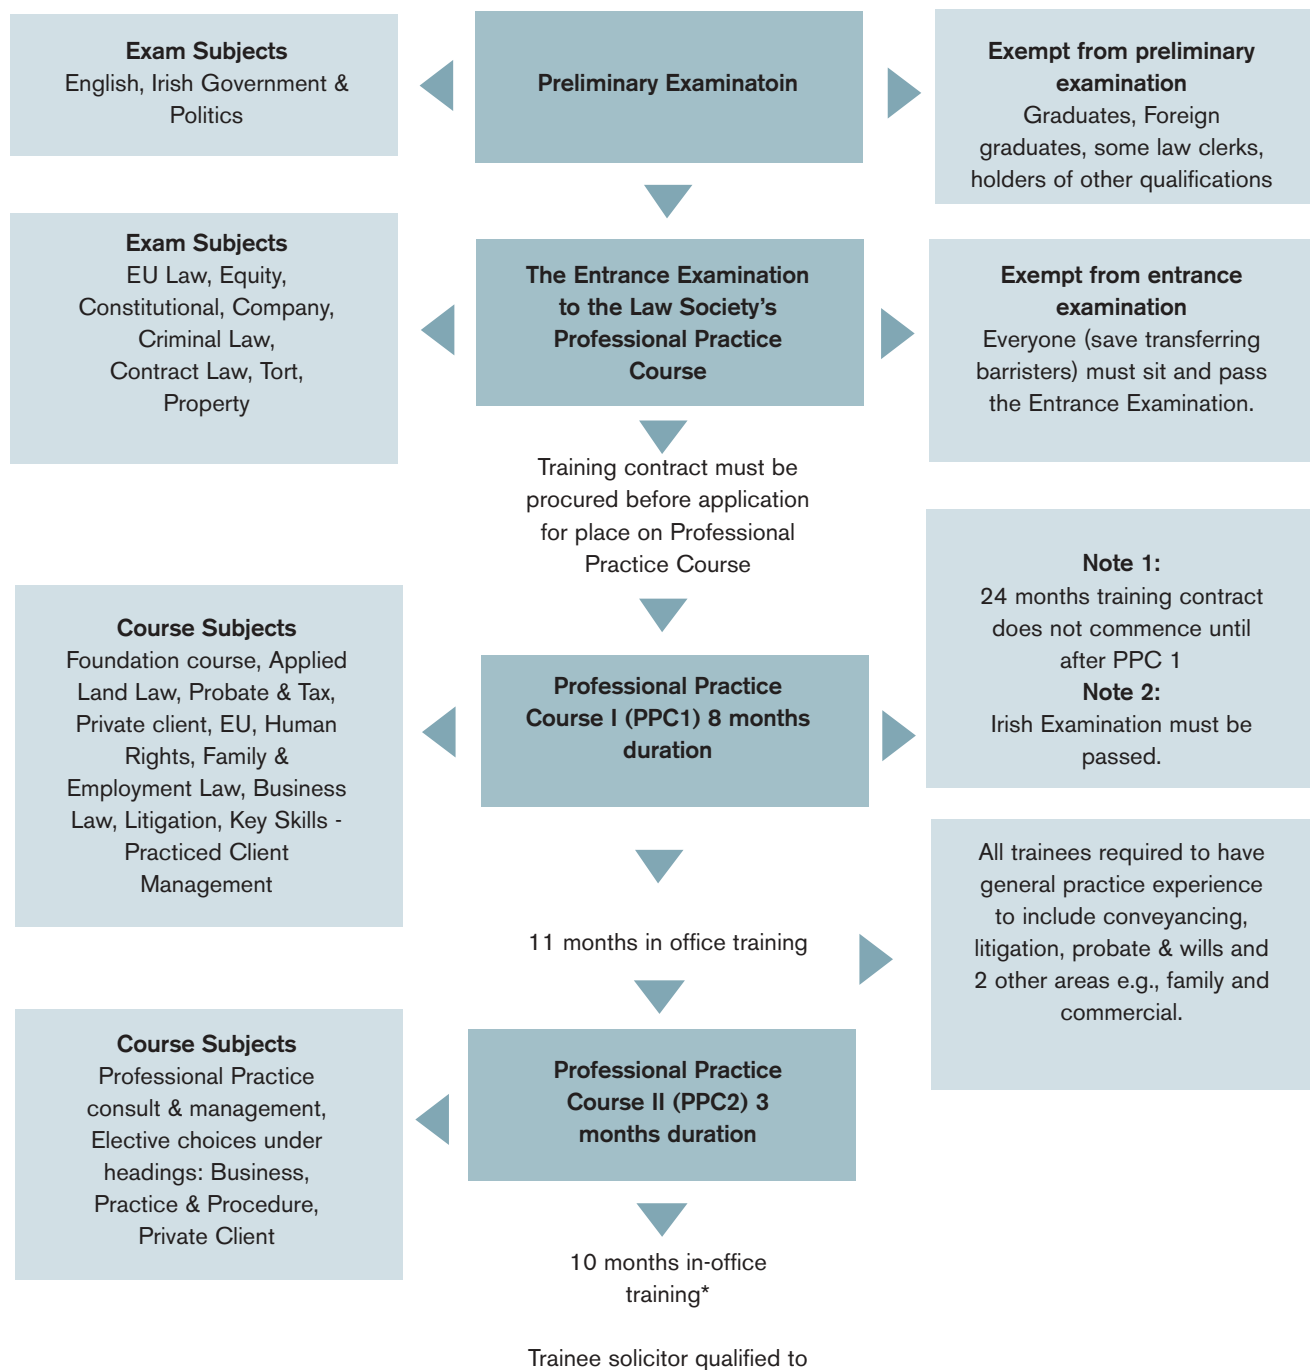 Exam Subjects
English, Irish Government &
Politics
Preliminary Examinatoin
Exempt from preliminary
examination
Graduates, Foreign
graduates, some law clerks,
holders of other qualifications
Exam Subjects
EU Law, Equity,
Constitutional, Company,
Criminal Law,
Contract Law, Tort,
Property
The Entrance Examination
to the Law Society’s
Professional Practice
Course
Exempt from entrance
examination
Everyone (save transferring
barristers) must sit and pass
the Entrance Examination.
Training contract must be
procured before application
for place on Professional
Practice Course
Course Subjects
Foundation course, Applied
Land Law, Probate & Tax,
Private client, EU, Human
Rights, Family &
Employment Law, Business
Law, Litigation, Key Skills -
Practiced Client
Management
Professional Practice
Course I (PPC1) 8 months
duration
Note 1:
24 months training contract
does not commence until
after PPC 1
Note 2:
Irish Examination must be
passed.
11 months in office training
All trainees required to have
general practice experience
to include conveyancing,
litigation, probate & wills and
2 other areas e.g., family and
commercial.
Course Subjects
Professional Practice
consult & management,
Elective choices under
headings: Business,
Practice & Procedure,
Private Client
Professional Practice
Course II (PPC2) 3
months duration
10 months in-office
training*
Trainee solicitor qualified to